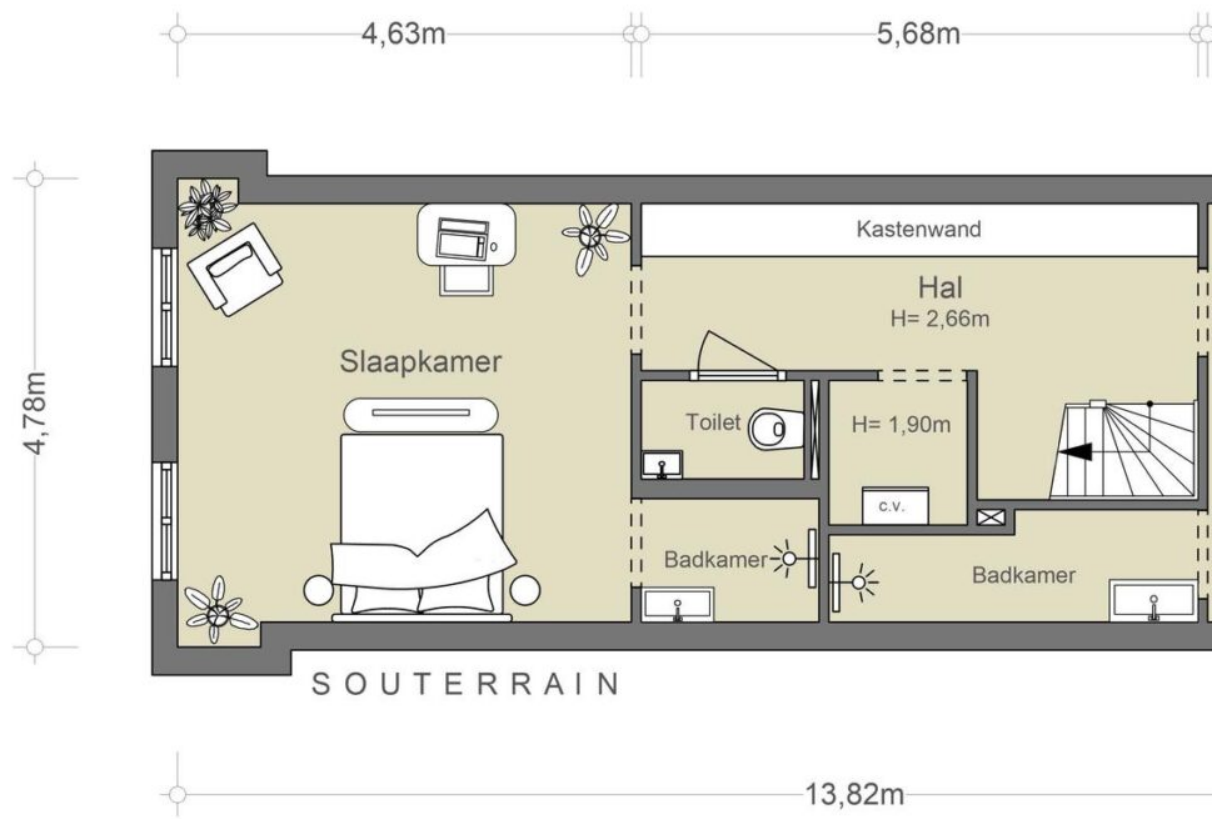 4,63m
5,68m
Kastenwand
Hal
H= 2,66m
Slaapkamer
4,78m
Toilet
H= 1,90m
c.v.
Badkamer
Badkamer
SOUTERRAIN
13,82m